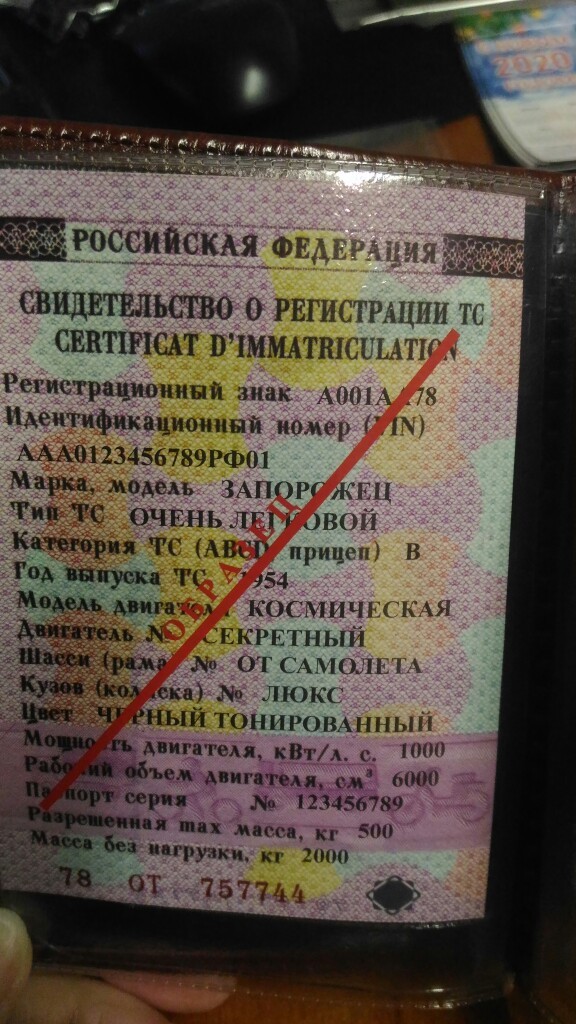 2020
РОССИЙСКАЯ ФЕДЕРАЦИЯ
СВИДЕТЕЛЬСТВО О РЕГИСТРАЦИИ ТС
CERTIFICAT D'IMMATRICULATION
Регистрационный знак А001А 78
Идентификационный номер (VIN)
ААА0123456789РФ01
Марка, модель ЗАПОРОЖЕЦ
Тип ТС ОЧЕНЬ ЛЕГКОВОЙ
Категория ТС (ABCD, прицеп) В
Год выпуска ТС 1954
Модель двигателя КОСМИЧЕСКАЯ
Двигатель № СЕКРЕТНЫЙ
Шасси (рама) № ОТ САМОЛЕТА
Кузов (коляска) № ЛЮКС
Цвет ЧЕРНЫЙ ТОНИРОВАННЫЙ
Мощность двигателя, кВт/л. с. 1000
Рабочий объем двигателя, см³ 6000
Паспорт серия № 123456789
Разрешенная max масса, кг 500
Масса без нагрузки, кг 2000
78 ОТ 757744
ОБРАЗЕЦ